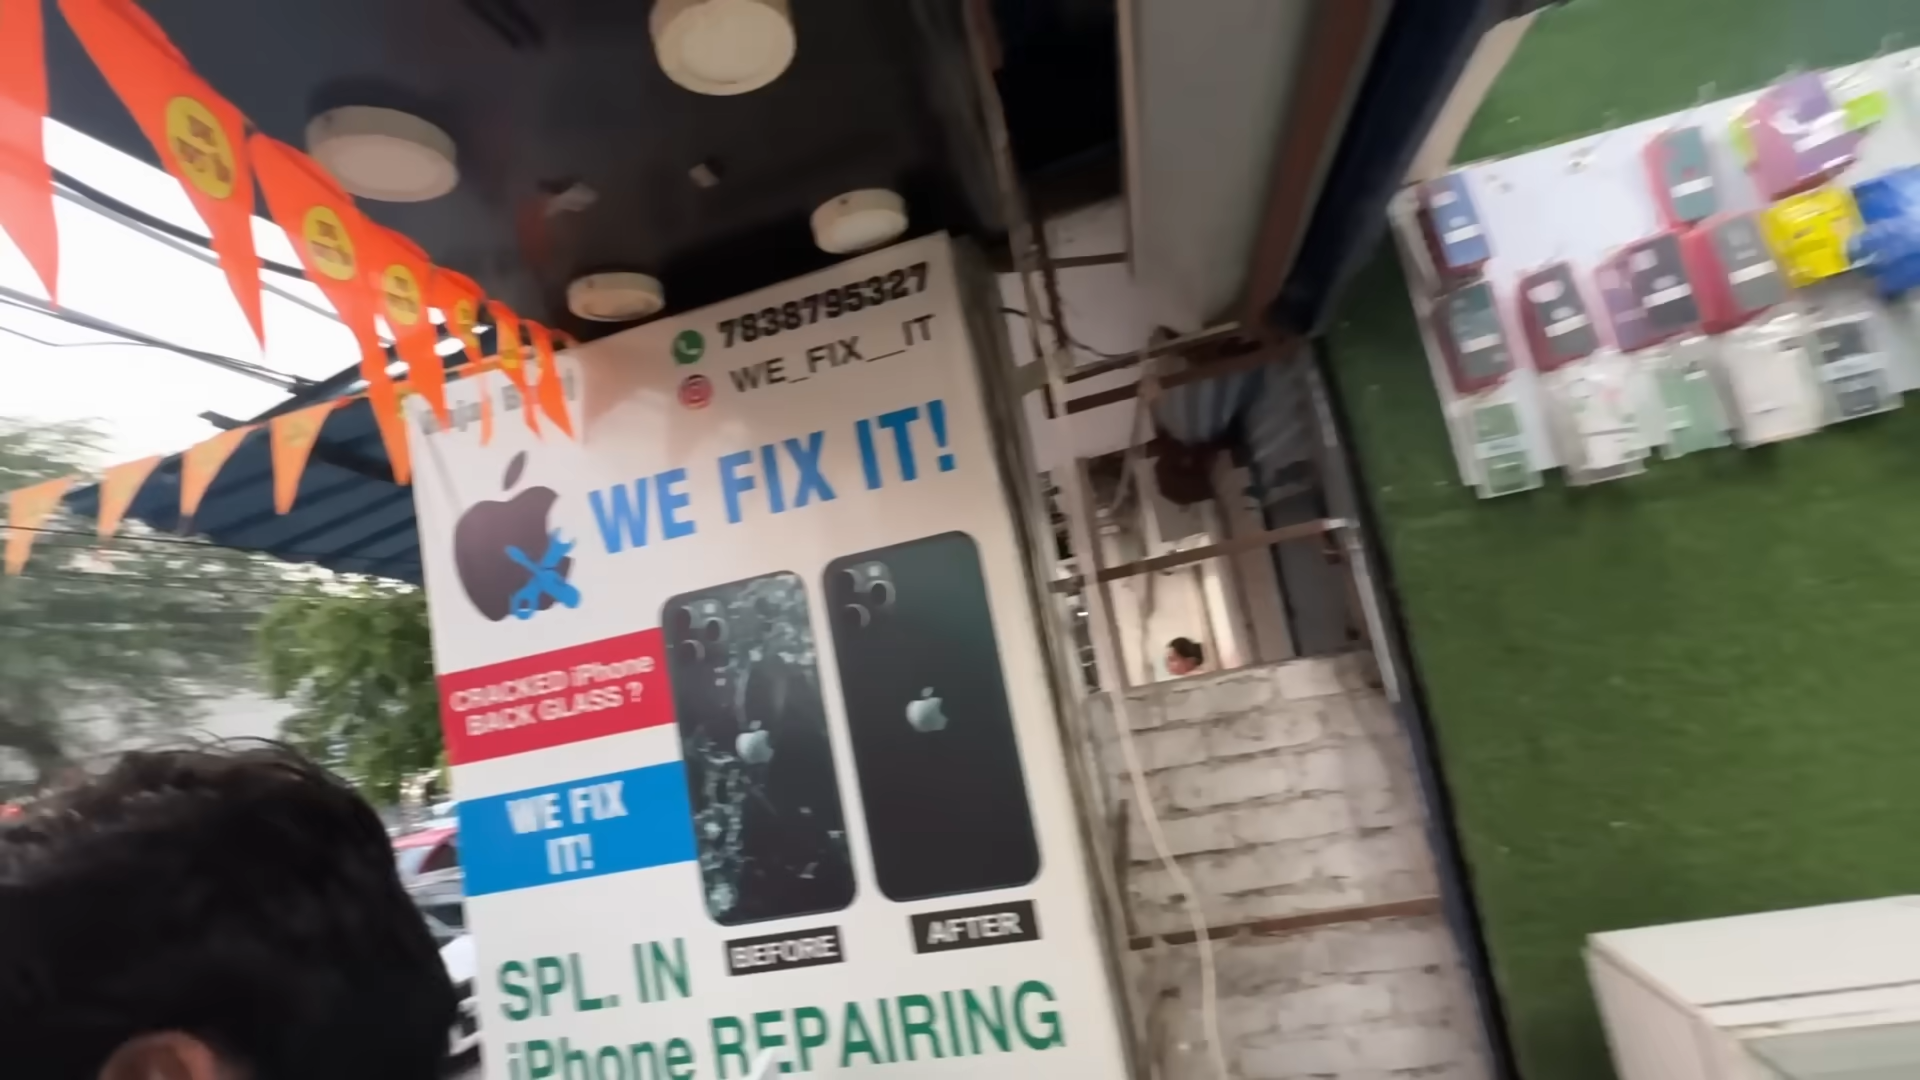 7838795327
WE_FIX__IT
WE FIX IT!
CRACKED iPhone
BACK GLASS ?
WE FIX
IT!
BEFORE
AFTER
SPL. IN
iPhone REPAIRING